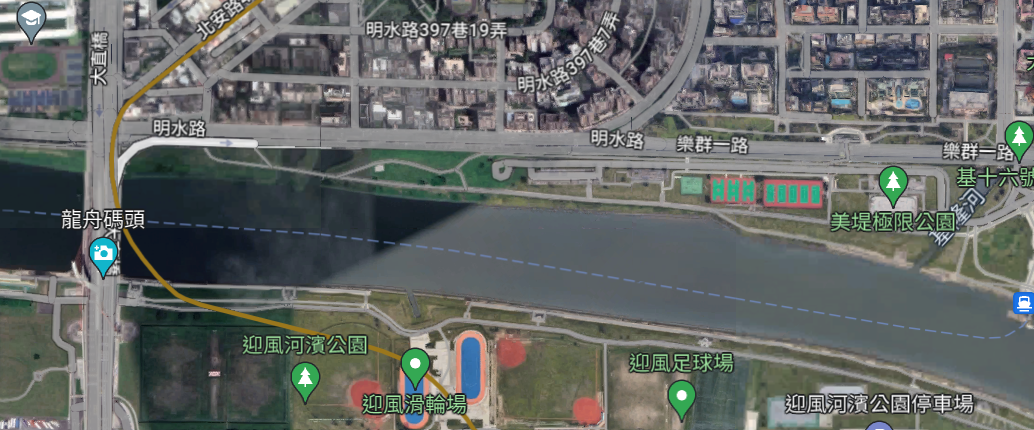 北安路
明水路397巷19弄
大直橋
明水路397巷7弄
明水路
明水路
樂群一路
樂群一路
基十六號
美堤極限公園
基隆河
龍舟碼頭
迎風河濱公園
迎風足球場
迎風滑輪場
迎風河濱公園停車場